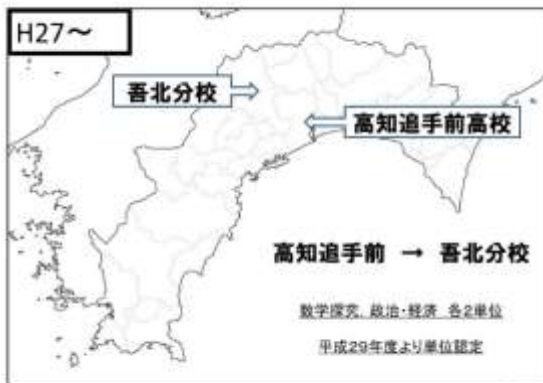 H27～
吾北分校
高知追手前高校
高知追手前 → 吾北分校
数学探究、政治・経済 各2単位
平成29年度より単位認定